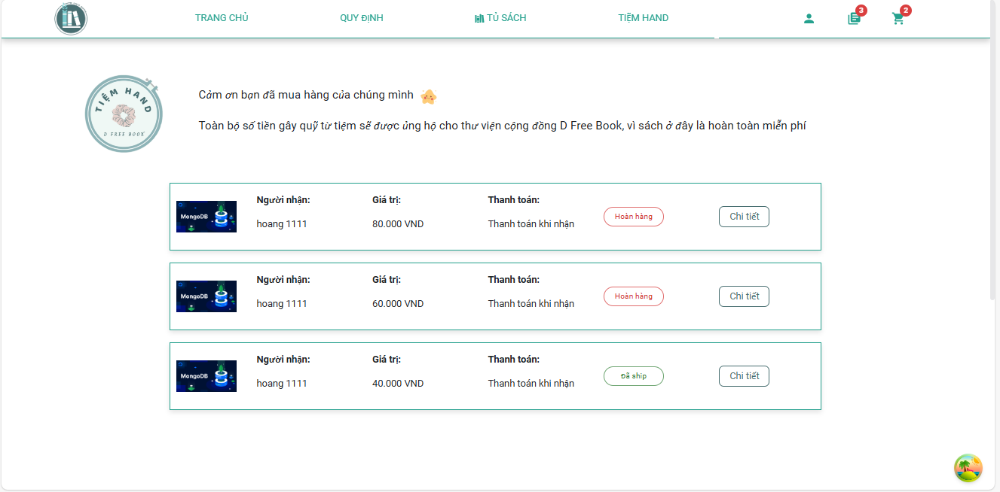 TRANG CHỦ
QUY ĐỊNH
TỦ SÁCH
TIỆM HAND
3
2
TIỆM HAND
D FREE BOOK
Cảm ơn bạn đã mua hàng của chúng mình
Toàn bộ số tiền gây quỹ từ tiệm sẽ được ủng hộ cho thư viện cộng đồng D Free Book, vì sách ở đây là hoàn toàn miễn phí
MongoDB
Người nhận:
hoang 1111
Giá trị:
80.000 VND
Thanh toán:
Thanh toán khi nhận
Hoàn hàng
Chi tiết
MongoDB
Người nhận:
hoang 1111
Giá trị:
60.000 VND
Thanh toán:
Thanh toán khi nhận
Hoàn hàng
Chi tiết
MongoDB
Người nhận:
hoang 1111
Giá trị:
40.000 VND
Thanh toán:
Thanh toán khi nhận
Đã ship
Chi tiết